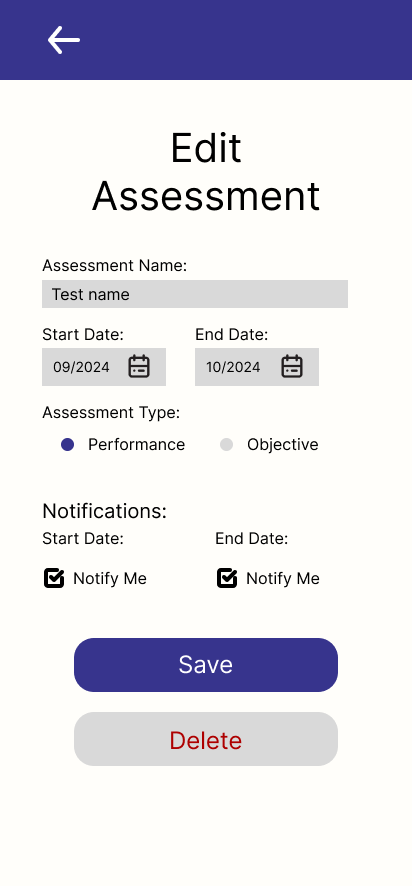 Edit
Assessment
Assessment Name:
Test name
Start Date: End Date:
09/2024 10/2024
Assessment Type:
Performance Objective
Notifications:
Start Date: End Date:
Notify Me Notify Me
Save
Delete